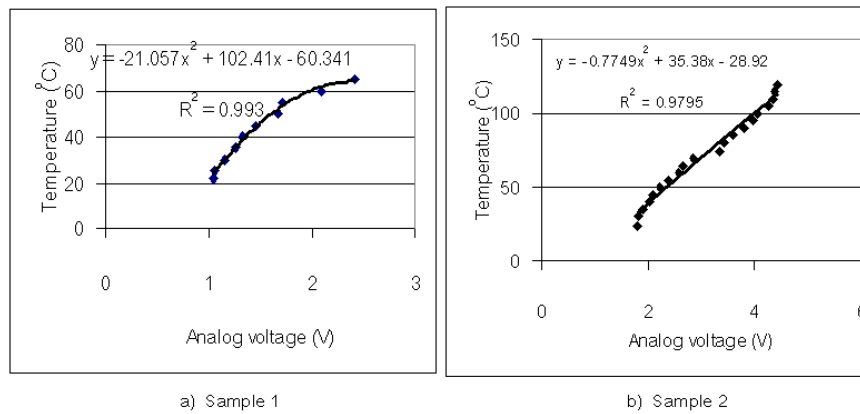 y = -21.057x² + 102.41x - 60.341
R² = 0.993
Temperature (°C)
80
60
40
20
0
0 1 2 3
Analog voltage (V)
a) Sample 1
y = -0.7749x² + 35.38x - 28.92
R² = 0.9795
Temperature (°C)
150
100
50
0
0 2 4 6
Analog voltage (V)
b) Sample 2